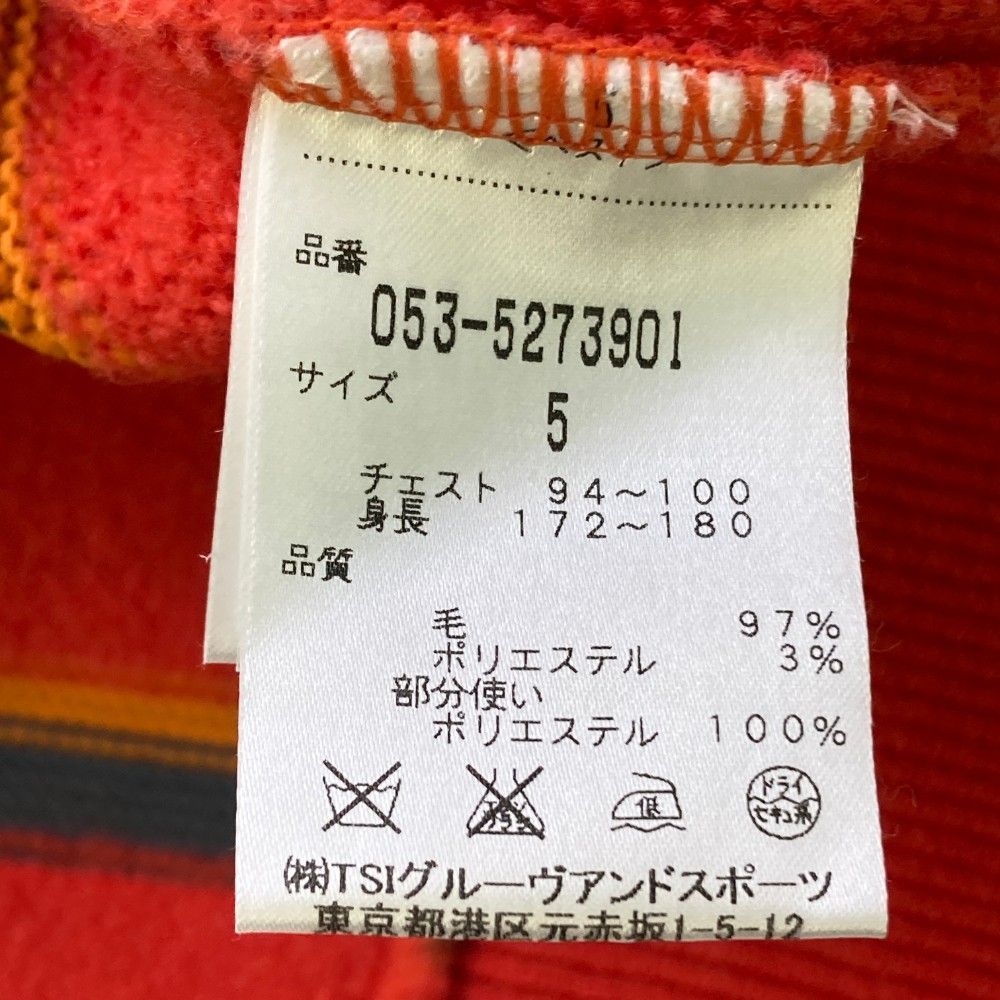 品番
053-5273901
サイズ
5
チェスト 94～100
身長 172～180
品質
毛 97%
ポリエステル 3%
部分使い
ポリエステル 100%
低
ドライ
セキユ系
㈱TSIグルーヴアンドスポーツ
東京都港区元赤坂1-5-12